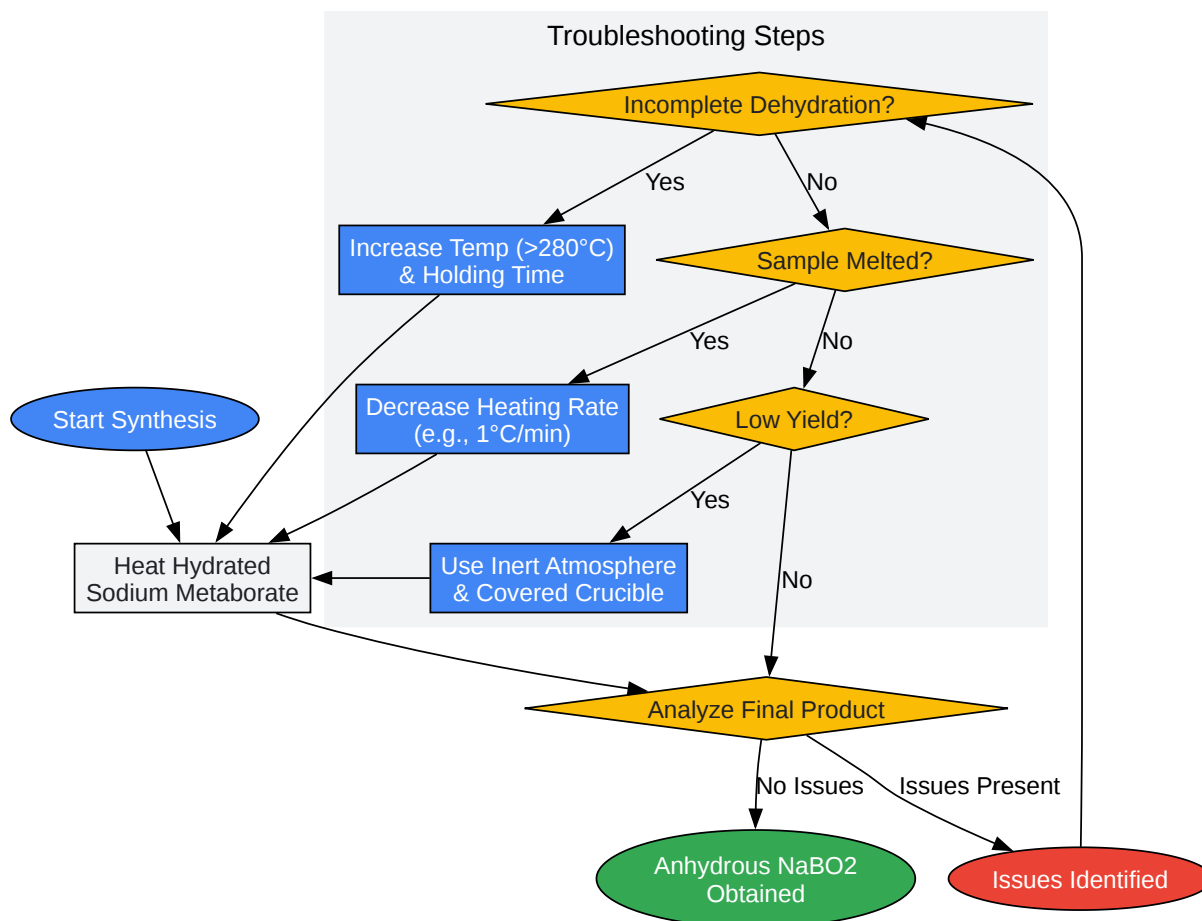 Troubleshooting Steps
Incomplete Dehydration?
Yes
No
Increase Temp (>280°C)
& Holding Time
Sample Melted?
Yes
No
Start Synthesis
Decrease Heating Rate
(e.g., 1°C/min)
Low Yield?
Yes
No
Heat Hydrated
Sodium Metaborate
Use Inert Atmosphere
& Covered Crucible
Analyze Final Product
No Issues
Issues Present
Anhydrous NaBO2
Obtained
Issues Identified